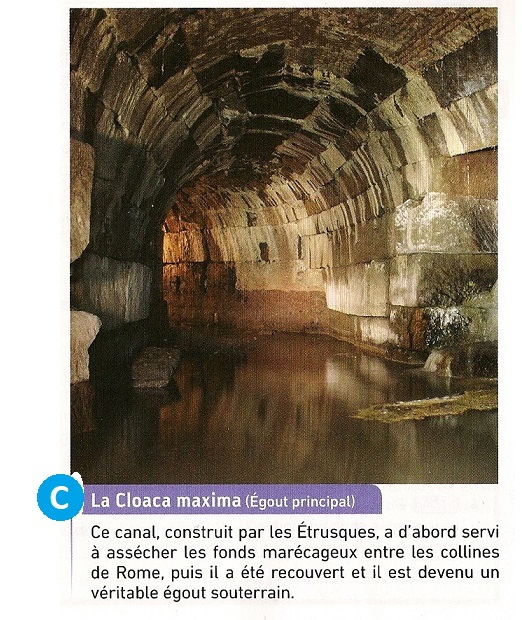 C
La Cloaca maxima (Égout principal)
Ce canal, construit par les Étrusques, a d'abord servi
à assécher les fonds marécageux entre les collines
de Rome, puis il a été recouvert et il est devenu un
véritable égout souterrain.